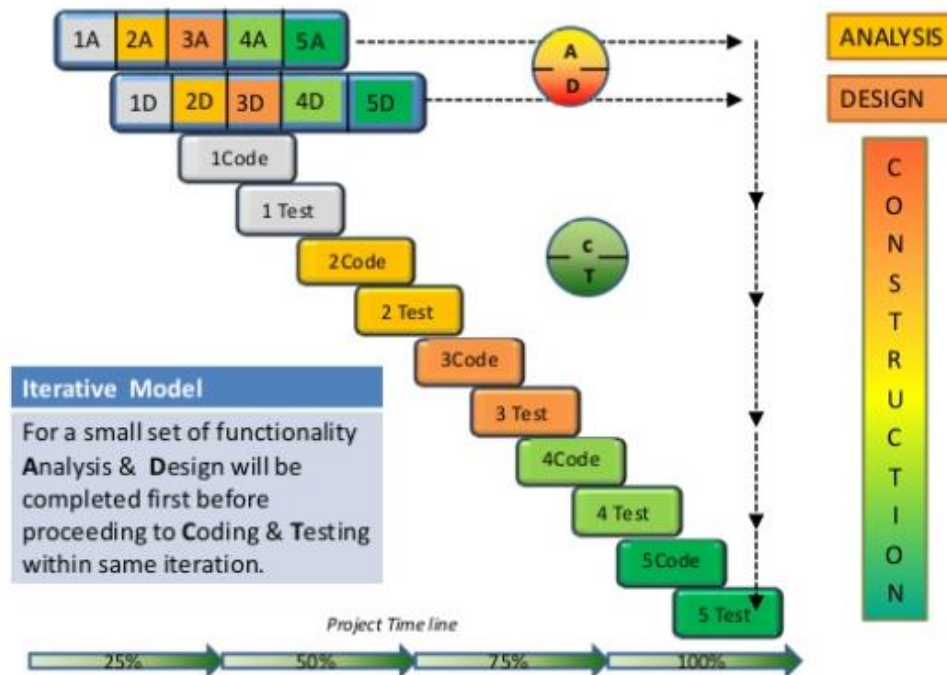 1A 2A 3A 4A 5A
A
D
ANALYSIS
1D 2D 3D 4D 5D
DESIGN
1Code
1 Test
C
T
2Code
2 Test
3Code
3 Test
4Code
4 Test
5Code
5 Test
C
O
N
S
T
R
U
C
T
I
O
N
Iterative Model
For a small set of functionality
Analysis & Design will be
completed first before
proceeding to Coding & Testing
within same iteration.
Project Time line
25% 50% 75% 100%